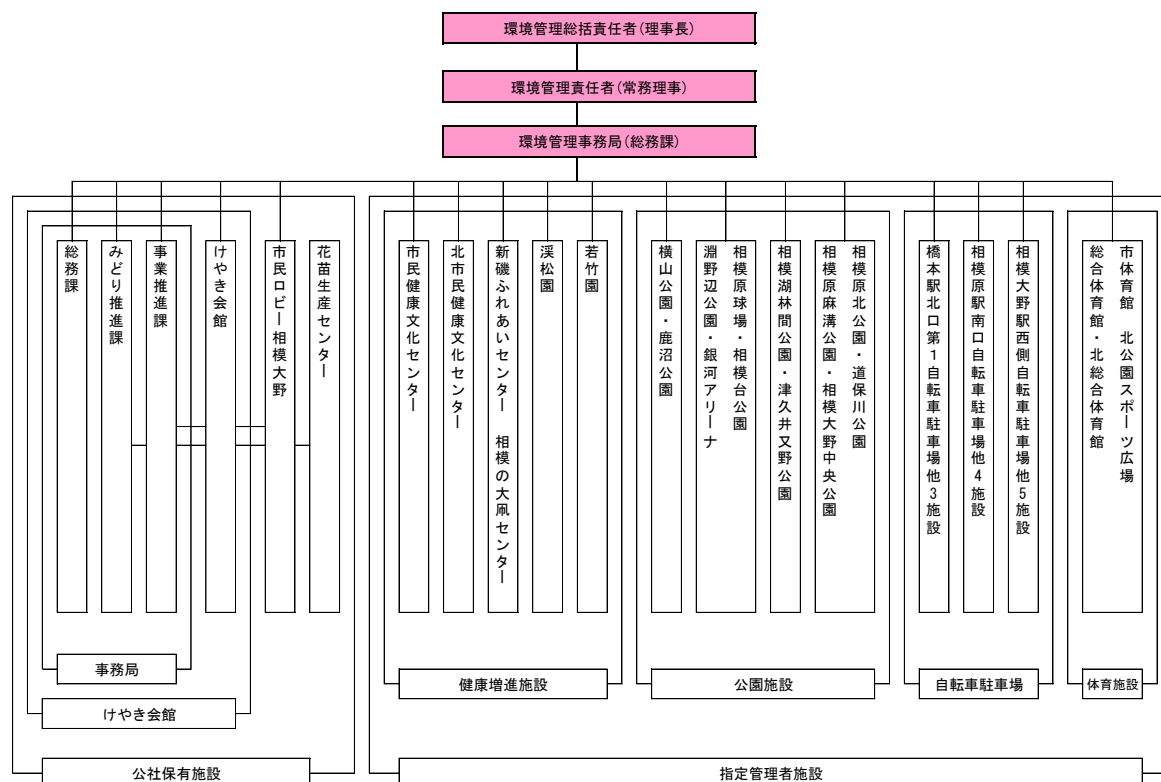 環境管理総括責任者(理事長)
環境管理責任者(常務理事)
環境管理事務局(総務課)
総務課
みどり推進課
事業推進課
けやき会館
市民ロビー相模大野
花苗生産センター
市民健康文化センター
北市民健康文化センター
新磯ふれあいセンター 相模の大凧センター
渓松園
若竹園
横山公園・鹿沼公園
相模原球場・相模台公園
淵野辺公園・銀河アリーナ
相模湖林間公園・津久井又野公園
相模原北公園・道保川公園
相模原麻溝公園・相模大野中央公園
橋本駅北口第1自転車駐車場他3施設
相模原駅南口自転車駐車場他4施設
相模大野駅西側自転車駐車場他5施設
市体育館 北公園スポーツ広場
総合体育館・北総合体育館
事務局
けやき会館
公社保有施設
健康増進施設
公園施設
自転車駐車場
体育施設
指定管理者施設